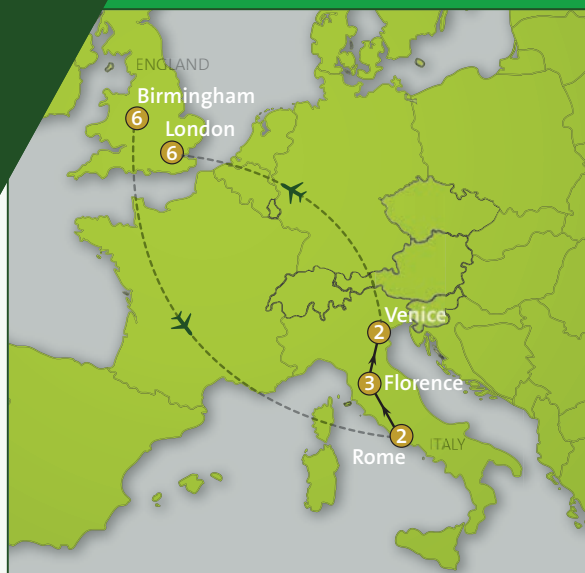 ENGLAND
Birmingham
6
London
6
Venice
2
3 Florence
2
ITALY
Rome